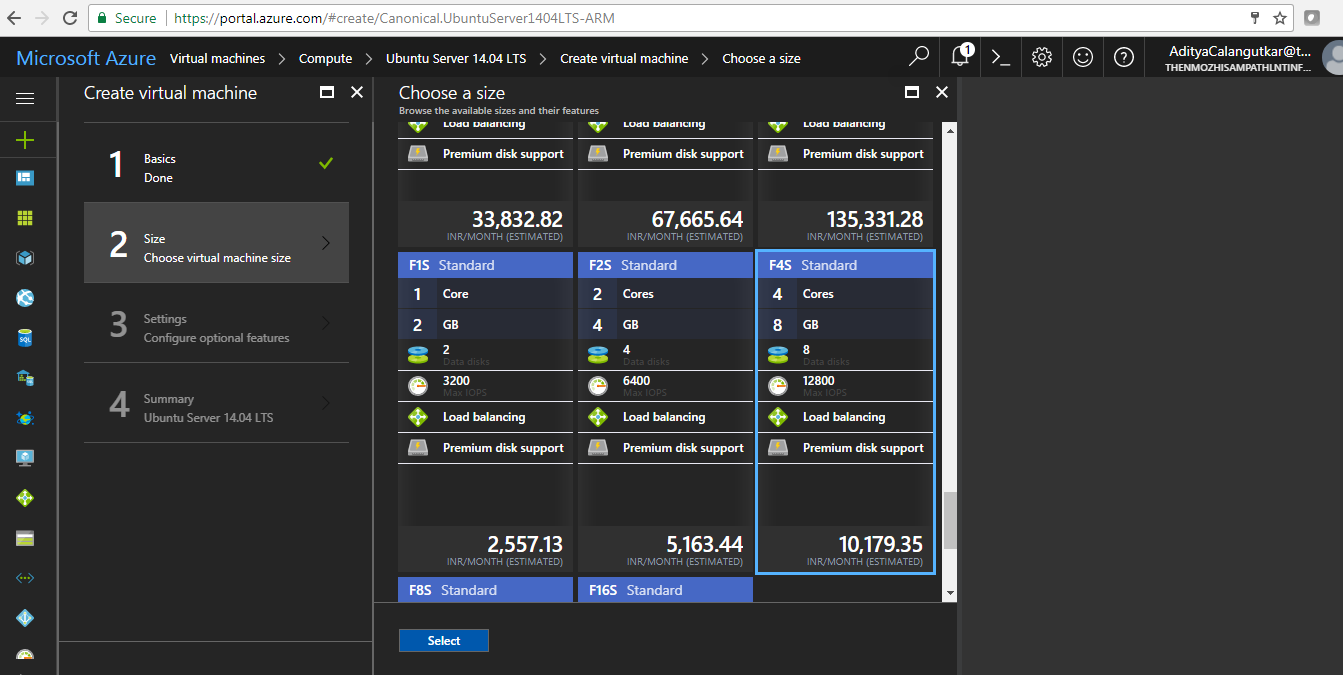 Secure https://portal.azure.com/#create/Canonical.UbuntuServer1404LTS-ARM
Microsoft Azure Virtual machines Compute Ubuntu Server 14.04 LTS Create virtual machine Choose a size 1 AdityaCalangutkar@t...
THENMOZHISAMPATHLNTINF...
Create virtual machine
1
Basics
Done
2
Size
Choose virtual machine size
3
Settings
Configure optional features
4
Summary
Ubuntu Server 14.04 LTS
Choose a size
Browse the available sizes and their features
Load balancing Load balancing Load balancing
Premium disk support Premium disk support Premium disk support
33,832.82 67,665.64 135,331.28
INR/MONTH (ESTIMATED) INR/MONTH (ESTIMATED) INR/MONTH (ESTIMATED)
F1S Standard F2S Standard F4S Standard
1 Core 2 Cores 4 Cores
2 GB 4 GB 8 GB
2 4 8
Data disks Data disks Data disks
3200 6400 12800
Max IOPS Max IOPS Max IOPS
Load balancing Load balancing Load balancing
Premium disk support Premium disk support Premium disk support
2,557.13 5,163.44 10,179.35
INR/MONTH (ESTIMATED) INR/MONTH (ESTIMATED) INR/MONTH (ESTIMATED)
F8S Standard F16S Standard
Select